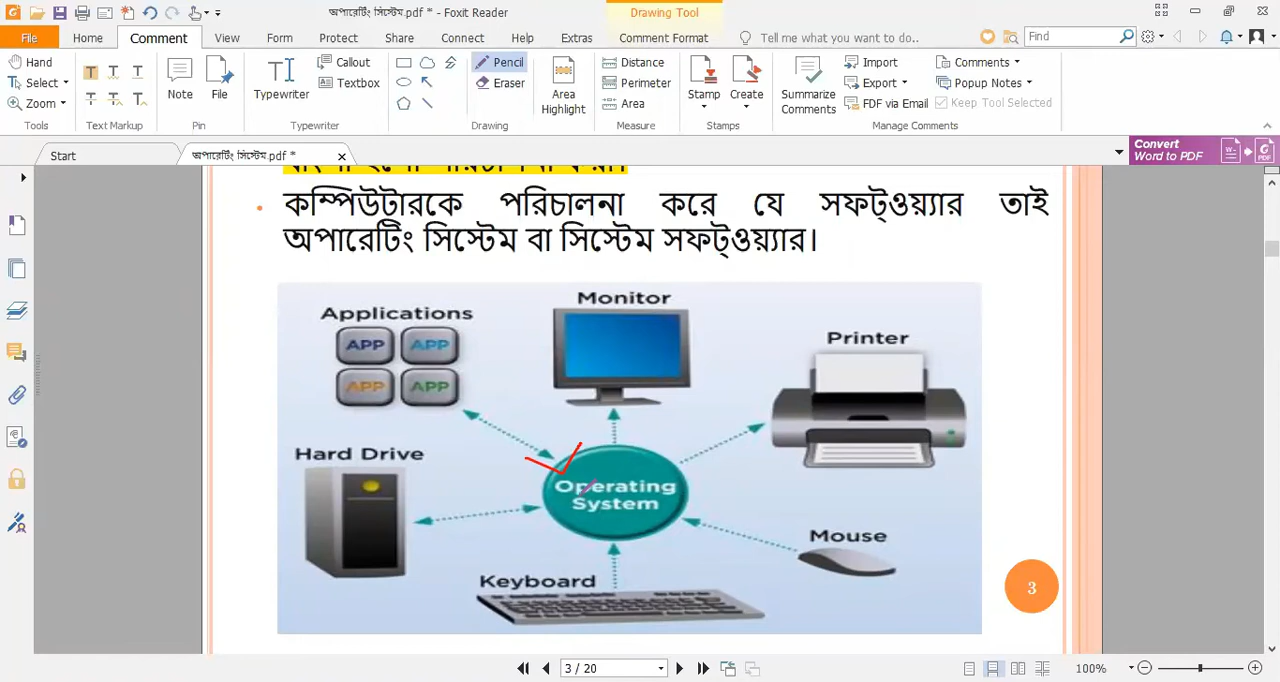 অপারেটিং সিস্টেম.pdf * - Foxit Reader
Drawing Tool
File Home Comment View Form Protect Share Connect Help Extras Comment Format Tell me what you want to do.. Find
Hand
Select
Zoom
Tools
Text Markup
Note
File
Pin
Typewriter
Callout
Textbox
Typewriter
Pencil
Eraser
Drawing
Area
Highlight
Distance
Perimeter
Area
Measure
Stamp
Create
Stamps
Summarize
Comments
Import
Export
FDF via Email
Comments
Popup Notes
Keep Tool Selected
Manage Comments
Start
অপারেটিং সিস্টেম.pdf *
Convert
Word to PDF
কম্পিউটারকে পরিচালনা করে যে সফট্‌ওয়্যার তাই
অপারেটিং সিস্টেম বা সিস্টেম সফট্‌ওয়্যার।
Applications
APP APP
APP APP
Monitor
Printer
Hard Drive
Operating
System
Mouse
Keyboard
3
3 / 20
100%